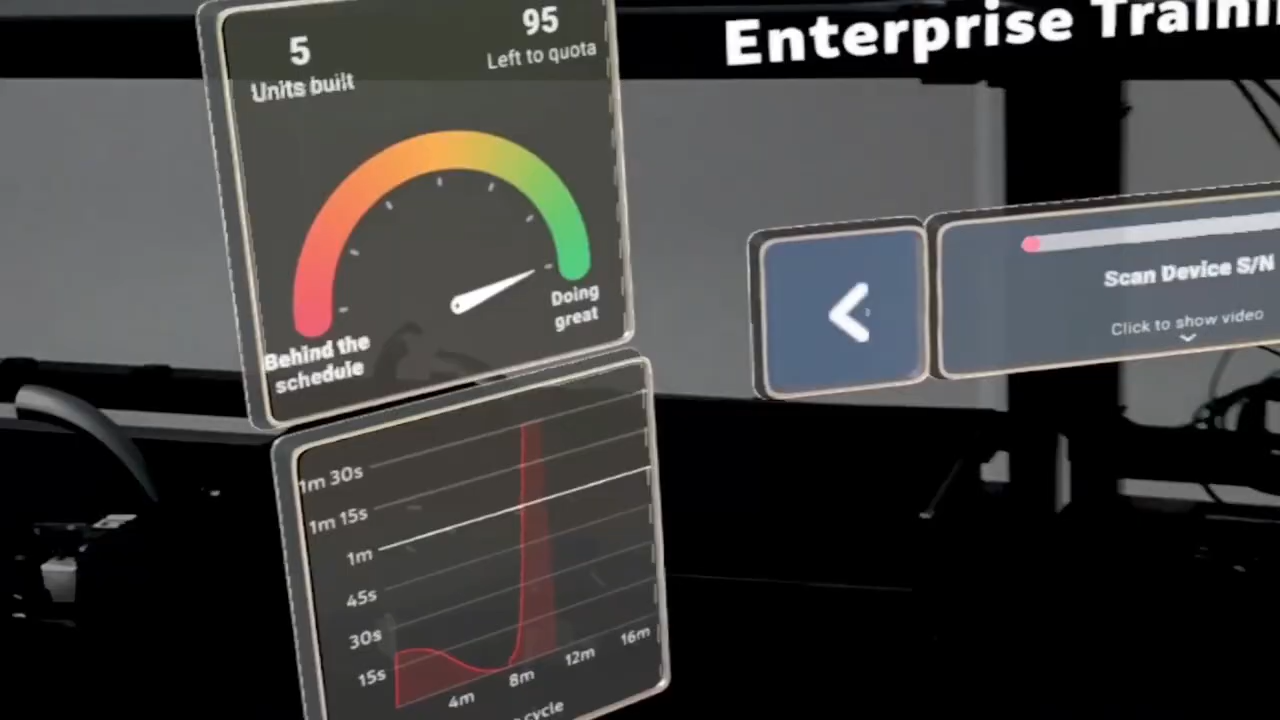 5
Units built
95
Left to quota
Behind the
schedule
Doing
great
1m 30s
1m 15s
1m
45s
30s
15s
4m
8m
12m
16m
cycle
Enterprise
Scan Device S/N
Click to show video